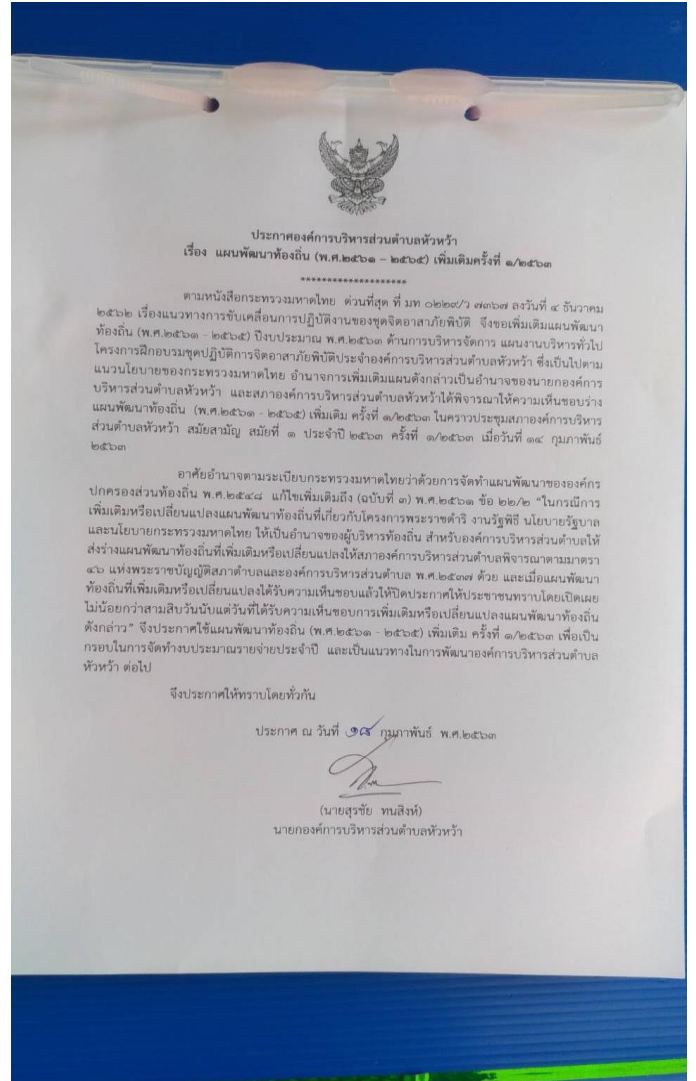 ประกาศองค์การบริหารส่วนตำบลหัวหว้า
เรื่อง แผนพัฒนาท้องถิ่น (พ.ศ.๒๕๖๑ – ๒๕๖๕) เพิ่มเติมครั้งที่ ๑/๒๕๖๓
********************
ตามหนังสือกระทรวงมหาดไทย ด่วนที่สุด ที่ มท ๐๒๒๙/ว ๗๓๖๗ ลงวันที่ ๔ ธันวาคม
๒๕๖๒ เรื่องแนวทางการขับเคลื่อนการปฏิบัติงานของชุดจิตอาสาภัยพิบัติ จึงขอเพิ่มเติมแผนพัฒนา
ท้องถิ่น (พ.ศ.๒๕๖๑ - ๒๕๖๕) ปีงบประมาณ พ.ศ.๒๕๖๓ ด้านการบริหารจัดการ แผนงานบริหารทั่วไป
โครงการฝึกอบรมชุดปฏิบัติการจิตอาสาภัยพิบัติประจำองค์การบริหารส่วนตำบลหัวหว้า ซึ่งเป็นไปตาม
แนวนโยบายของกระทรวงมหาดไทย อำนาจการเพิ่มเติมแผนดังกล่าวเป็นอำนาจของนายกองค์การ
บริหารส่วนตำบลหัวหว้า และสภาองค์การบริหารส่วนตำบลหัวหว้าได้พิจารณาให้ความเห็นชอบร่าง
แผนพัฒนาท้องถิ่น (พ.ศ.๒๕๖๑ - ๒๕๖๕) เพิ่มเติม ครั้งที่ ๑/๒๕๖๓ ในคราวประชุมสภาองค์การบริหาร
ส่วนตำบลหัวหว้า สมัยสามัญ สมัยที่ ๑ ประจำปี ๒๕๖๓ ครั้งที่ ๑/๒๕๖๓ เมื่อวันที่ ๑๔ กุมภาพันธ์
๒๕๖๓
อาศัยอำนาจตามระเบียบกระทรวงมหาดไทยว่าด้วยการจัดทำแผนพัฒนาขององค์กร
ปกครองส่วนท้องถิ่น พ.ศ.๒๕๔๘ แก้ไขเพิ่มเติมถึง (ฉบับที่ ๓) พ.ศ.๒๕๖๑ ข้อ ๒๒/๒ "ในกรณีการ
เพิ่มเติมหรือเปลี่ยนแปลงแผนพัฒนาท้องถิ่นที่เกี่ยวกับโครงการพระราชดำริ งานรัฐพิธี นโยบายรัฐบาล
และนโยบายกระทรวงมหาดไทย ให้เป็นอำนาจของผู้บริหารท้องถิ่น สำหรับองค์การบริหารส่วนตำบลให้
ส่งร่างแผนพัฒนาท้องถิ่นที่เพิ่มเติมหรือเปลี่ยนแปลงให้สภาองค์การบริหารส่วนตำบลพิจารณาตามมาตรา
๔๖ แห่งพระราชบัญญัติสภาตำบลและองค์การบริหารส่วนตำบล พ.ศ.๒๕๓๗ ด้วย และเมื่อแผนพัฒนา
ท้องถิ่นที่เพิ่มเติมหรือเปลี่ยนแปลงได้รับความเห็นชอบแล้วให้ปิดประกาศให้ประชาชนทราบโดยเปิดเผย
ไม่น้อยกว่าสามสิบวันนับแต่วันที่ได้รับความเห็นชอบการเพิ่มเติมหรือเปลี่ยนแปลงแผนพัฒนาท้องถิ่น
ดังกล่าว" จึงประกาศใช้แผนพัฒนาท้องถิ่น (พ.ศ.๒๕๖๑ - ๒๕๖๕) เพิ่มเติม ครั้งที่ ๑/๒๕๖๓ เพื่อเป็น
กรอบในการจัดทำงบประมาณรายจ่ายประจำปี และเป็นแนวทางในการพัฒนาองค์การบริหารส่วนตำบล
หัวหว้า ต่อไป
จึงประกาศให้ทราบโดยทั่วกัน
ประกาศ ณ วันที่ ๑๘ กุมภาพันธ์ พ.ศ.๒๕๖๓
(นายสุรชัย ทนสิงห์)
นายกองค์การบริหารส่วนตำบลหัวหว้า